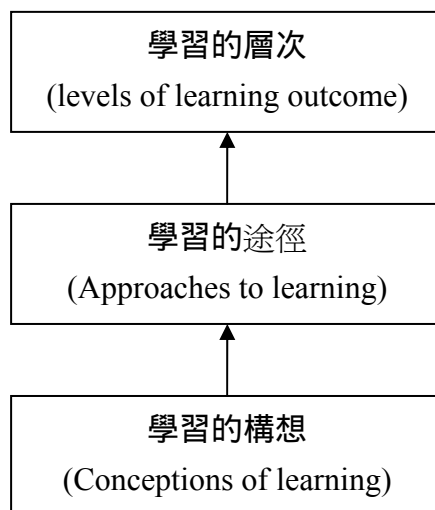 學習的層次
(levels of learning outcome)
學習的途徑
(Approaches to learning)
學習的構想
(Conceptions of learning)